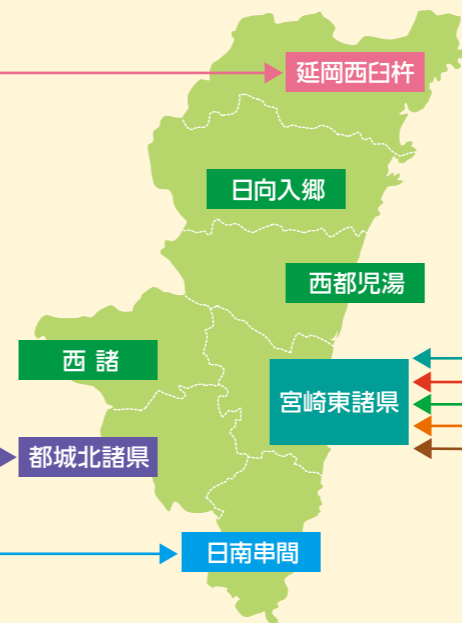 延岡西臼杵
日向入郷
西都児湯
西 諸
宮崎東諸県
都城北諸県
日南串間